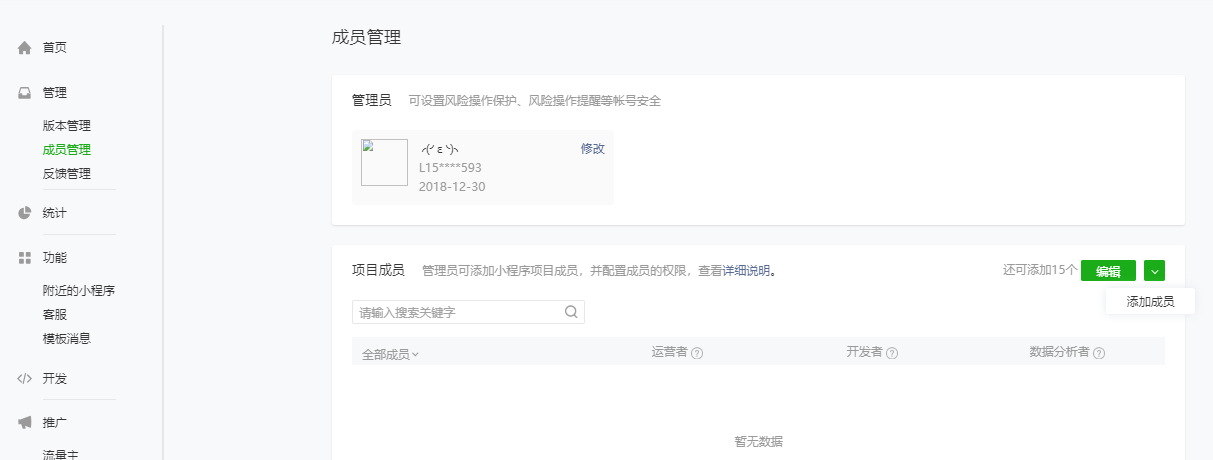 首页
管理
版本管理
成员管理
反馈管理
统计
功能
附近的小程序
客服
模板消息
开发
推广
流量主
成员管理
管理员 可设置风险操作保护、风险操作提醒等帐号安全
修改
L15****593
2018-12-30
项目成员 管理员可添加小程序项目成员，并配置成员的权限，查看详细说明。 还可添加15个 编辑
添加成员
请输入搜索关键字
全部成员 运营者 开发者 数据分析者
暂无数据